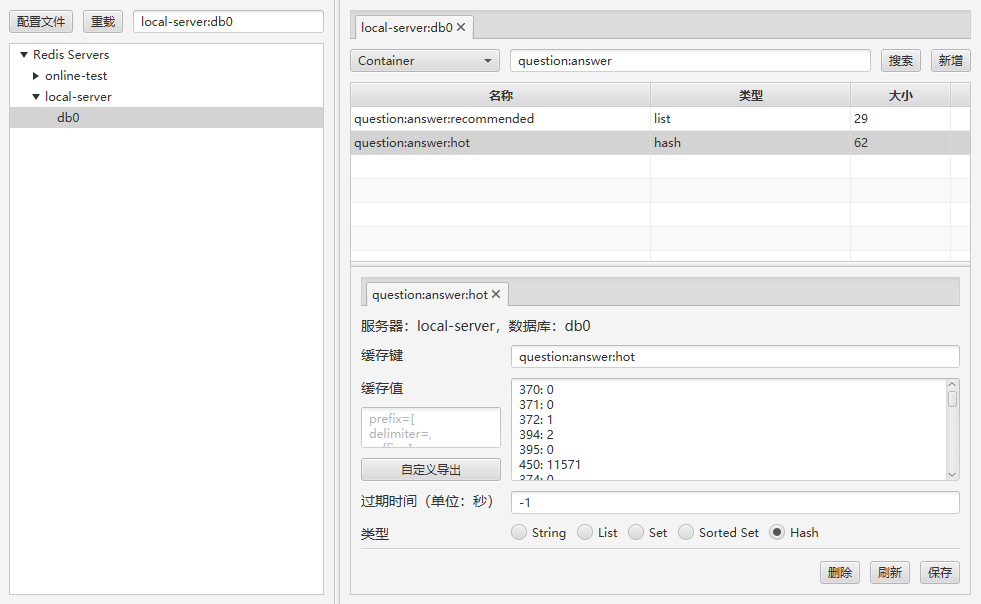 配置文件 重载 local-server:db0
Redis Servers
online-test
local-server
db0
local-server:db0
Container question:answer 搜索 新增
名称 类型 大小
question:answer:recommended list 29
question:answer:hot hash 62
question:answer:hot
服务器：local-server，数据库：db0
缓存键 question:answer:hot
缓存值
prefix=[
delimiter=,
自定义导出
370: 0
371: 0
372: 1
394: 2
395: 0
450: 11571
374: 0
过期时间（单位：秒） -1
类型 String List Set Sorted Set Hash
删除 刷新 保存